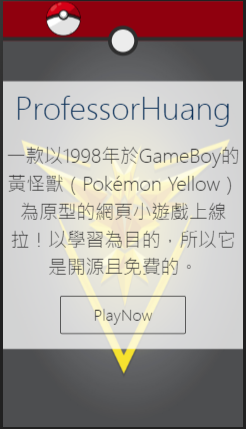 ProfessorHuang
一款以1998年於GameBoy的
黃怪獸（Pokémon Yellow）
為原型的網頁小遊戲上線
拉！以學習為目的，所以它
是開源且免費的。
PlayNow